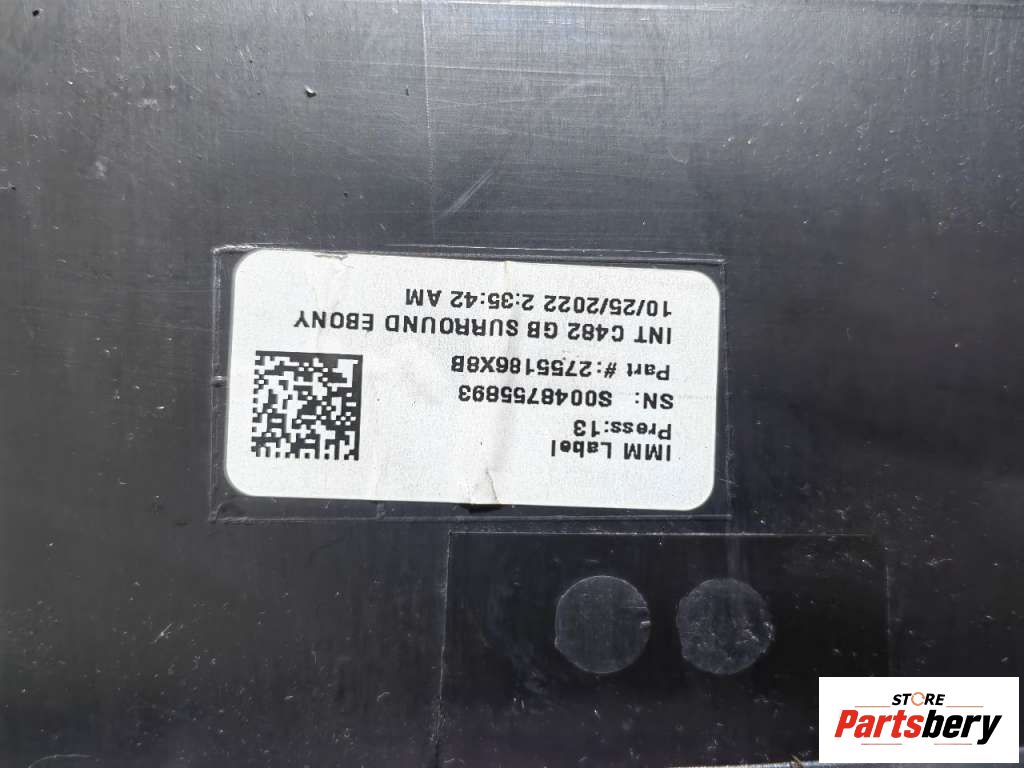 IMM Label
Press:13
SN: S0048755893
Part #:2755186X8B
INT C482 GB SURROUND EBONY
10/25/2022 2:35:42 AM
STORE
Partsbery